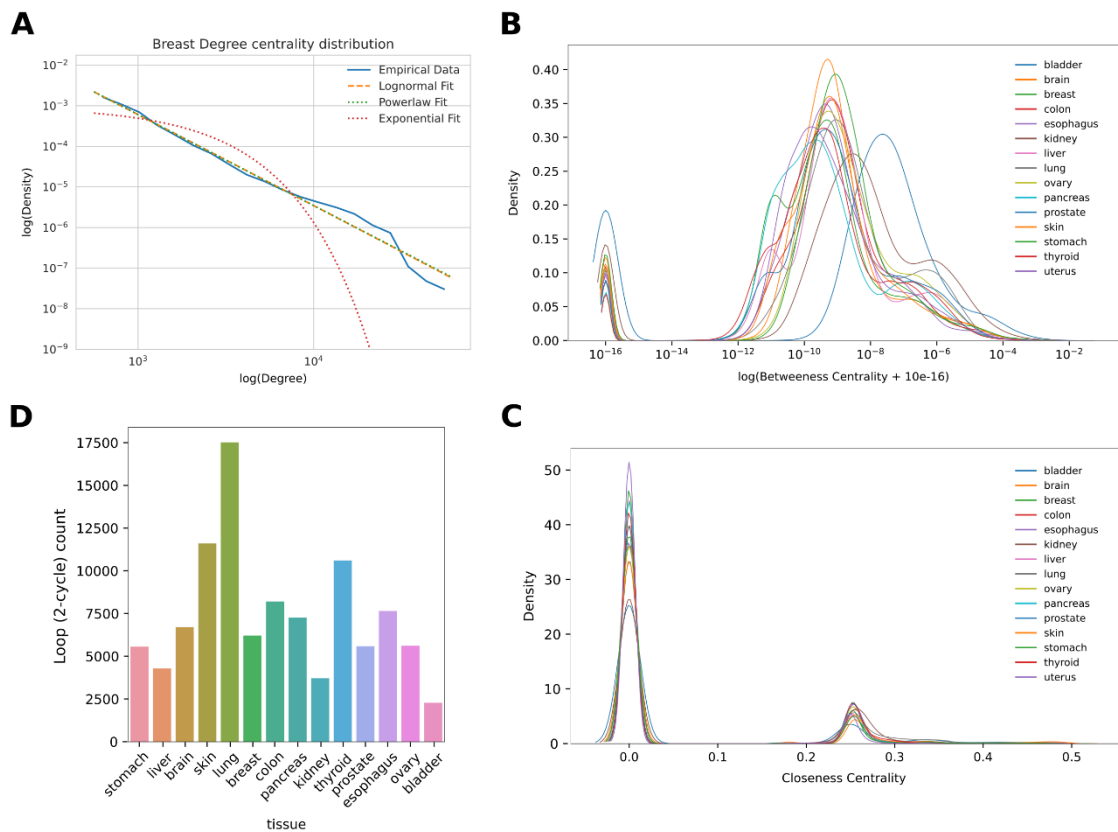 A
Breast Degree centrality distribution
10⁻²
10⁻³
10⁻⁴
10⁻⁵
10⁻⁶
10⁻⁷
10⁻⁸
10⁻⁹
log(Density)
Empirical Data
Lognormal Fit
Powerlaw Fit
Exponential Fit
10³
10⁴
log(Degree)
B
0.40
0.35
0.30
0.25
0.20
0.15
0.10
0.05
0.00
Density
bladder
brain
breast
colon
esophagus
kidney
liver
lung
ovary
pancreas
prostate
skin
stomach
thyroid
uterus
10⁻¹⁶
10⁻¹⁴
10⁻¹²
10⁻¹⁰
10⁻⁸
10⁻⁶
10⁻⁴
10⁻²
log(Betweeness Centrality + 10e-16)
D
17500
15000
12500
10000
7500
5000
2500
0
Loop (2-cycle) count
stomach
liver
brain
skin
lung
breast
colon
pancreas
kidney
thyroid
prostate
esophagus
ovary
bladder
tissue
C
50
40
30
20
10
0
Density
bladder
brain
breast
colon
esophagus
kidney
liver
lung
ovary
pancreas
prostate
skin
stomach
thyroid
uterus
0.0
0.1
0.2
0.3
0.4
0.5
Closeness Centrality